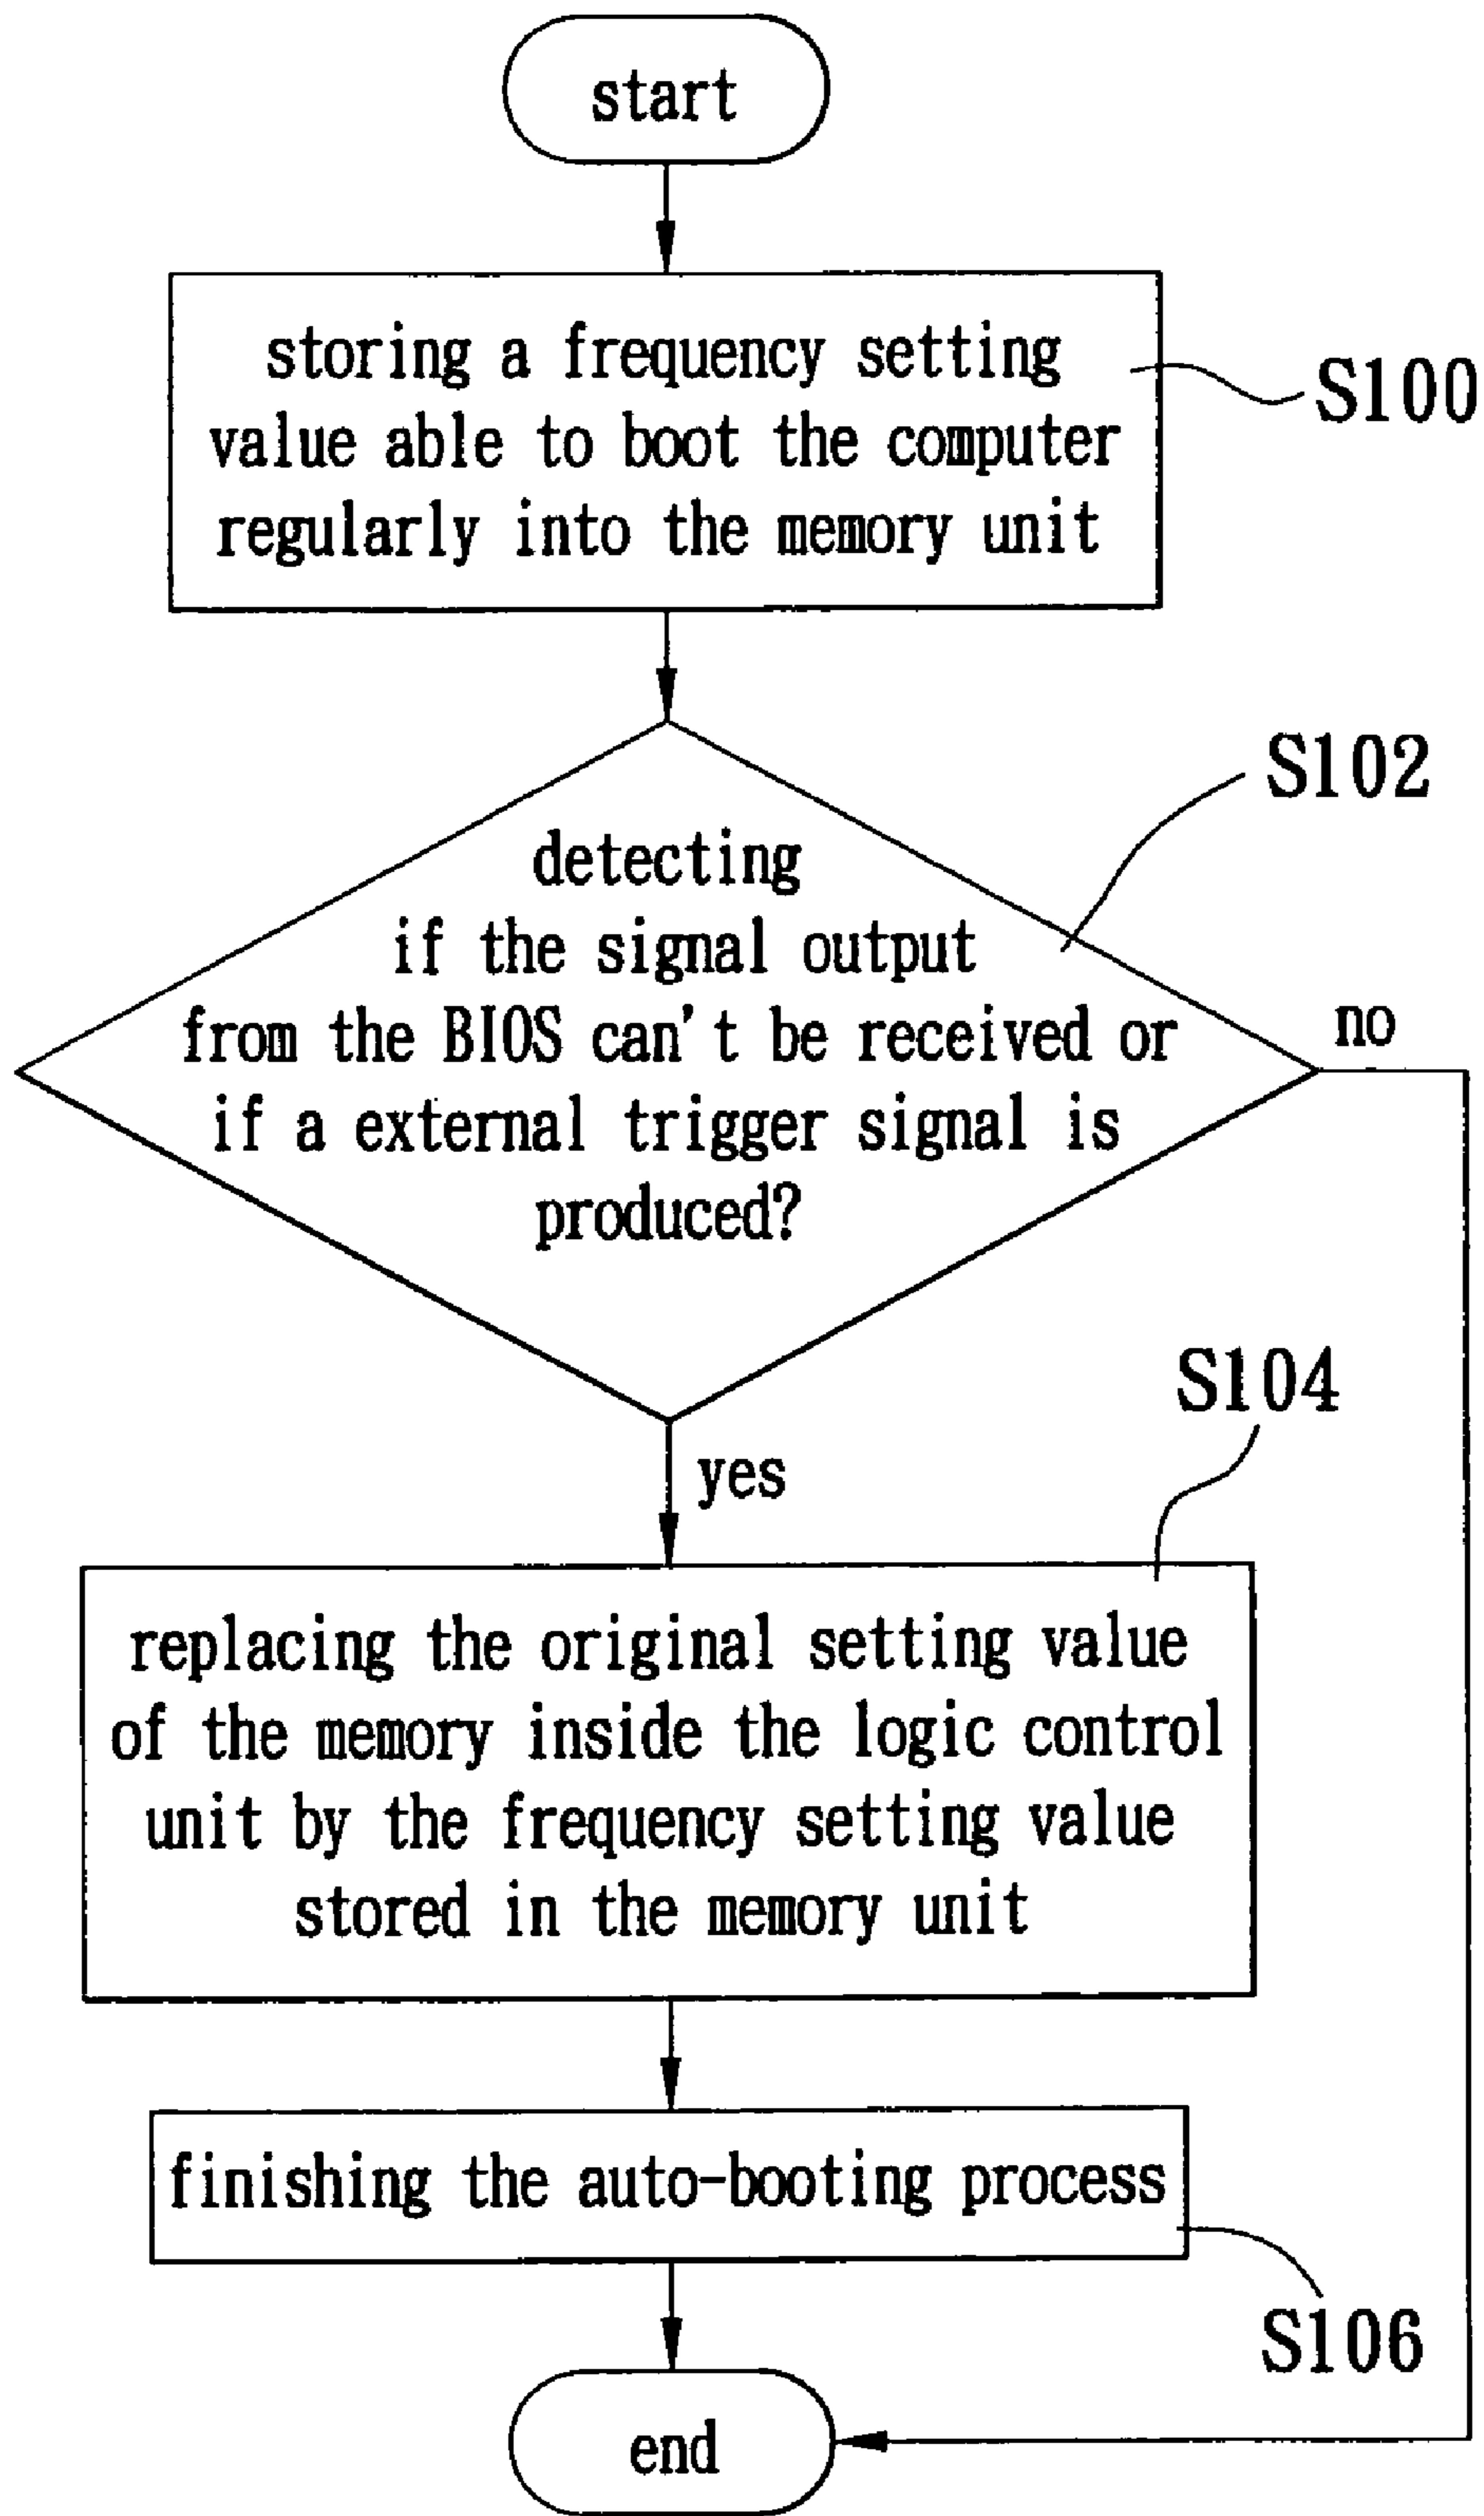 start
storing a frequency setting
value able to boot the computer
regularly into the memory unit
S100
S102
detecting
if the signal output
from the BIOS can't be received or
if a external trigger signal is
produced?
no
yes
S104
replacing the original setting value
of the memory inside the logic control
unit by the frequency setting value
stored in the memory unit
finishing the auto-booting process
S106
end